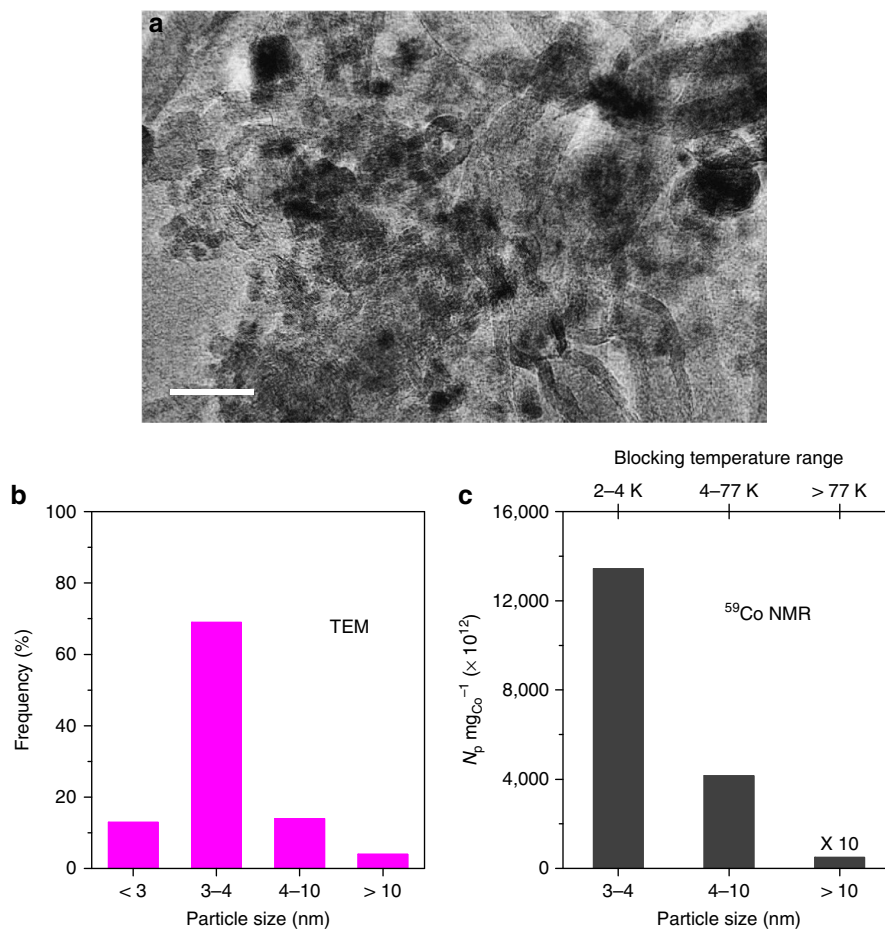 a
b
100
80
60
40
20
0
Frequency (%)
TEM
< 3
3–4
4–10
> 10
Particle size (nm)
Blocking temperature range
c
2–4 K
4–77 K
> 77 K
16,000
12,000
8,000
4,000
0
Nₚ mg_Co⁻¹ (× 10¹²)
⁵⁹Co NMR
X 10
3–4
4–10
> 10
Particle size (nm)